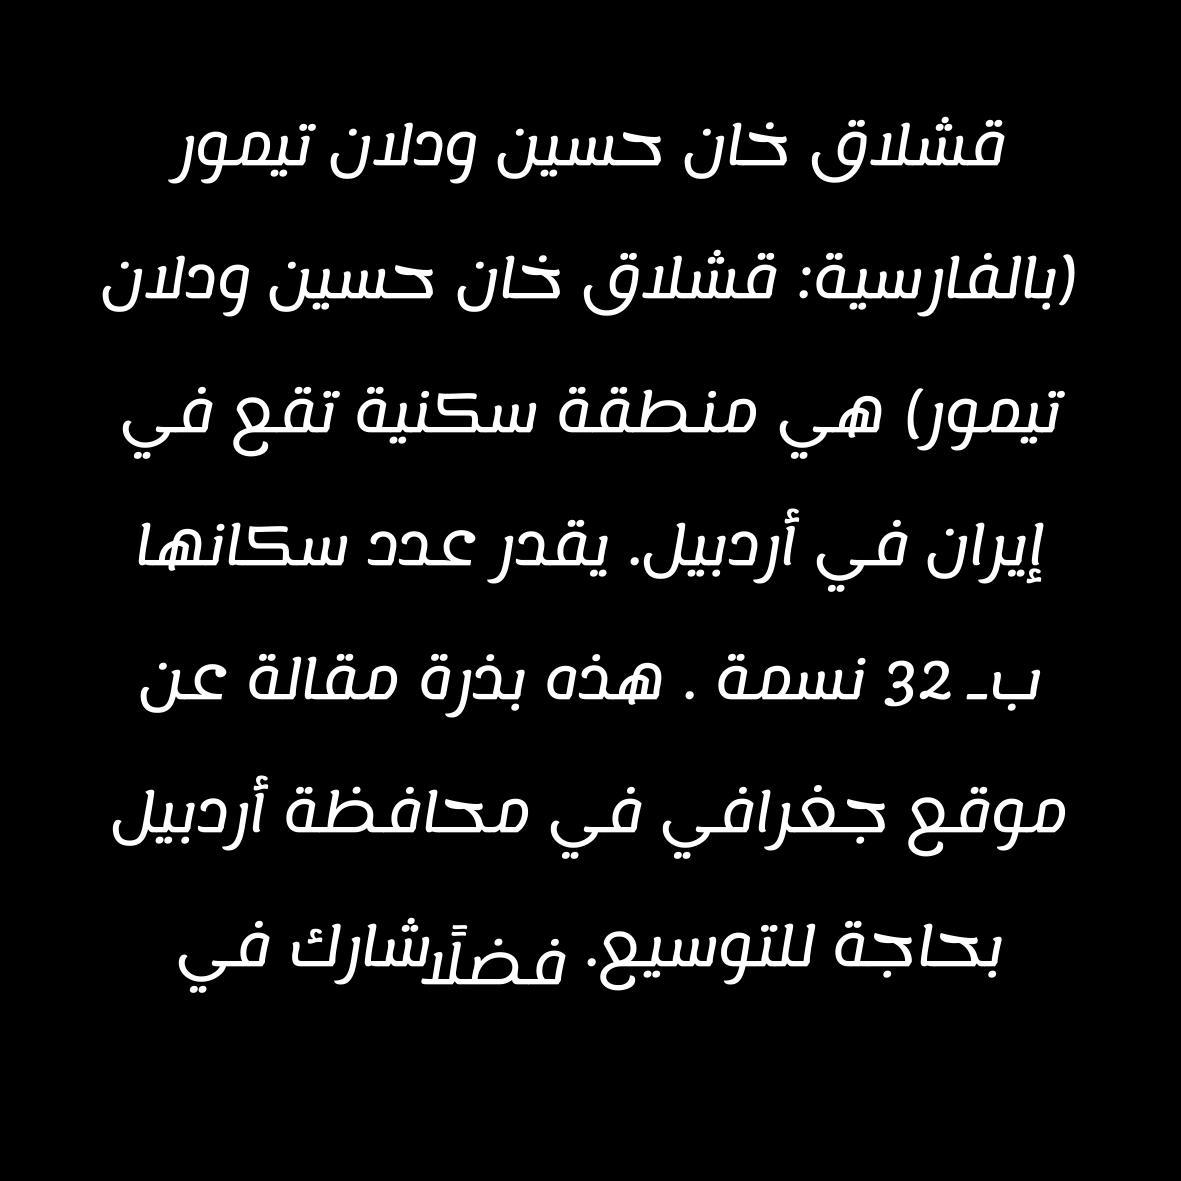 قشلاق خان حسين ودلان تيمور
(بالفارسية: قشلاق خان حسين ودلان
تيمور) هي منطقة سكنية تقع في
إيران في أردبيل. يقدر عدد سكانها
بـ 32 نسمة . هذه بذرة مقالة عن
موقع جغرافي في محافظة أردبيل
بحاجة للتوسيع. فضلًا شارك في